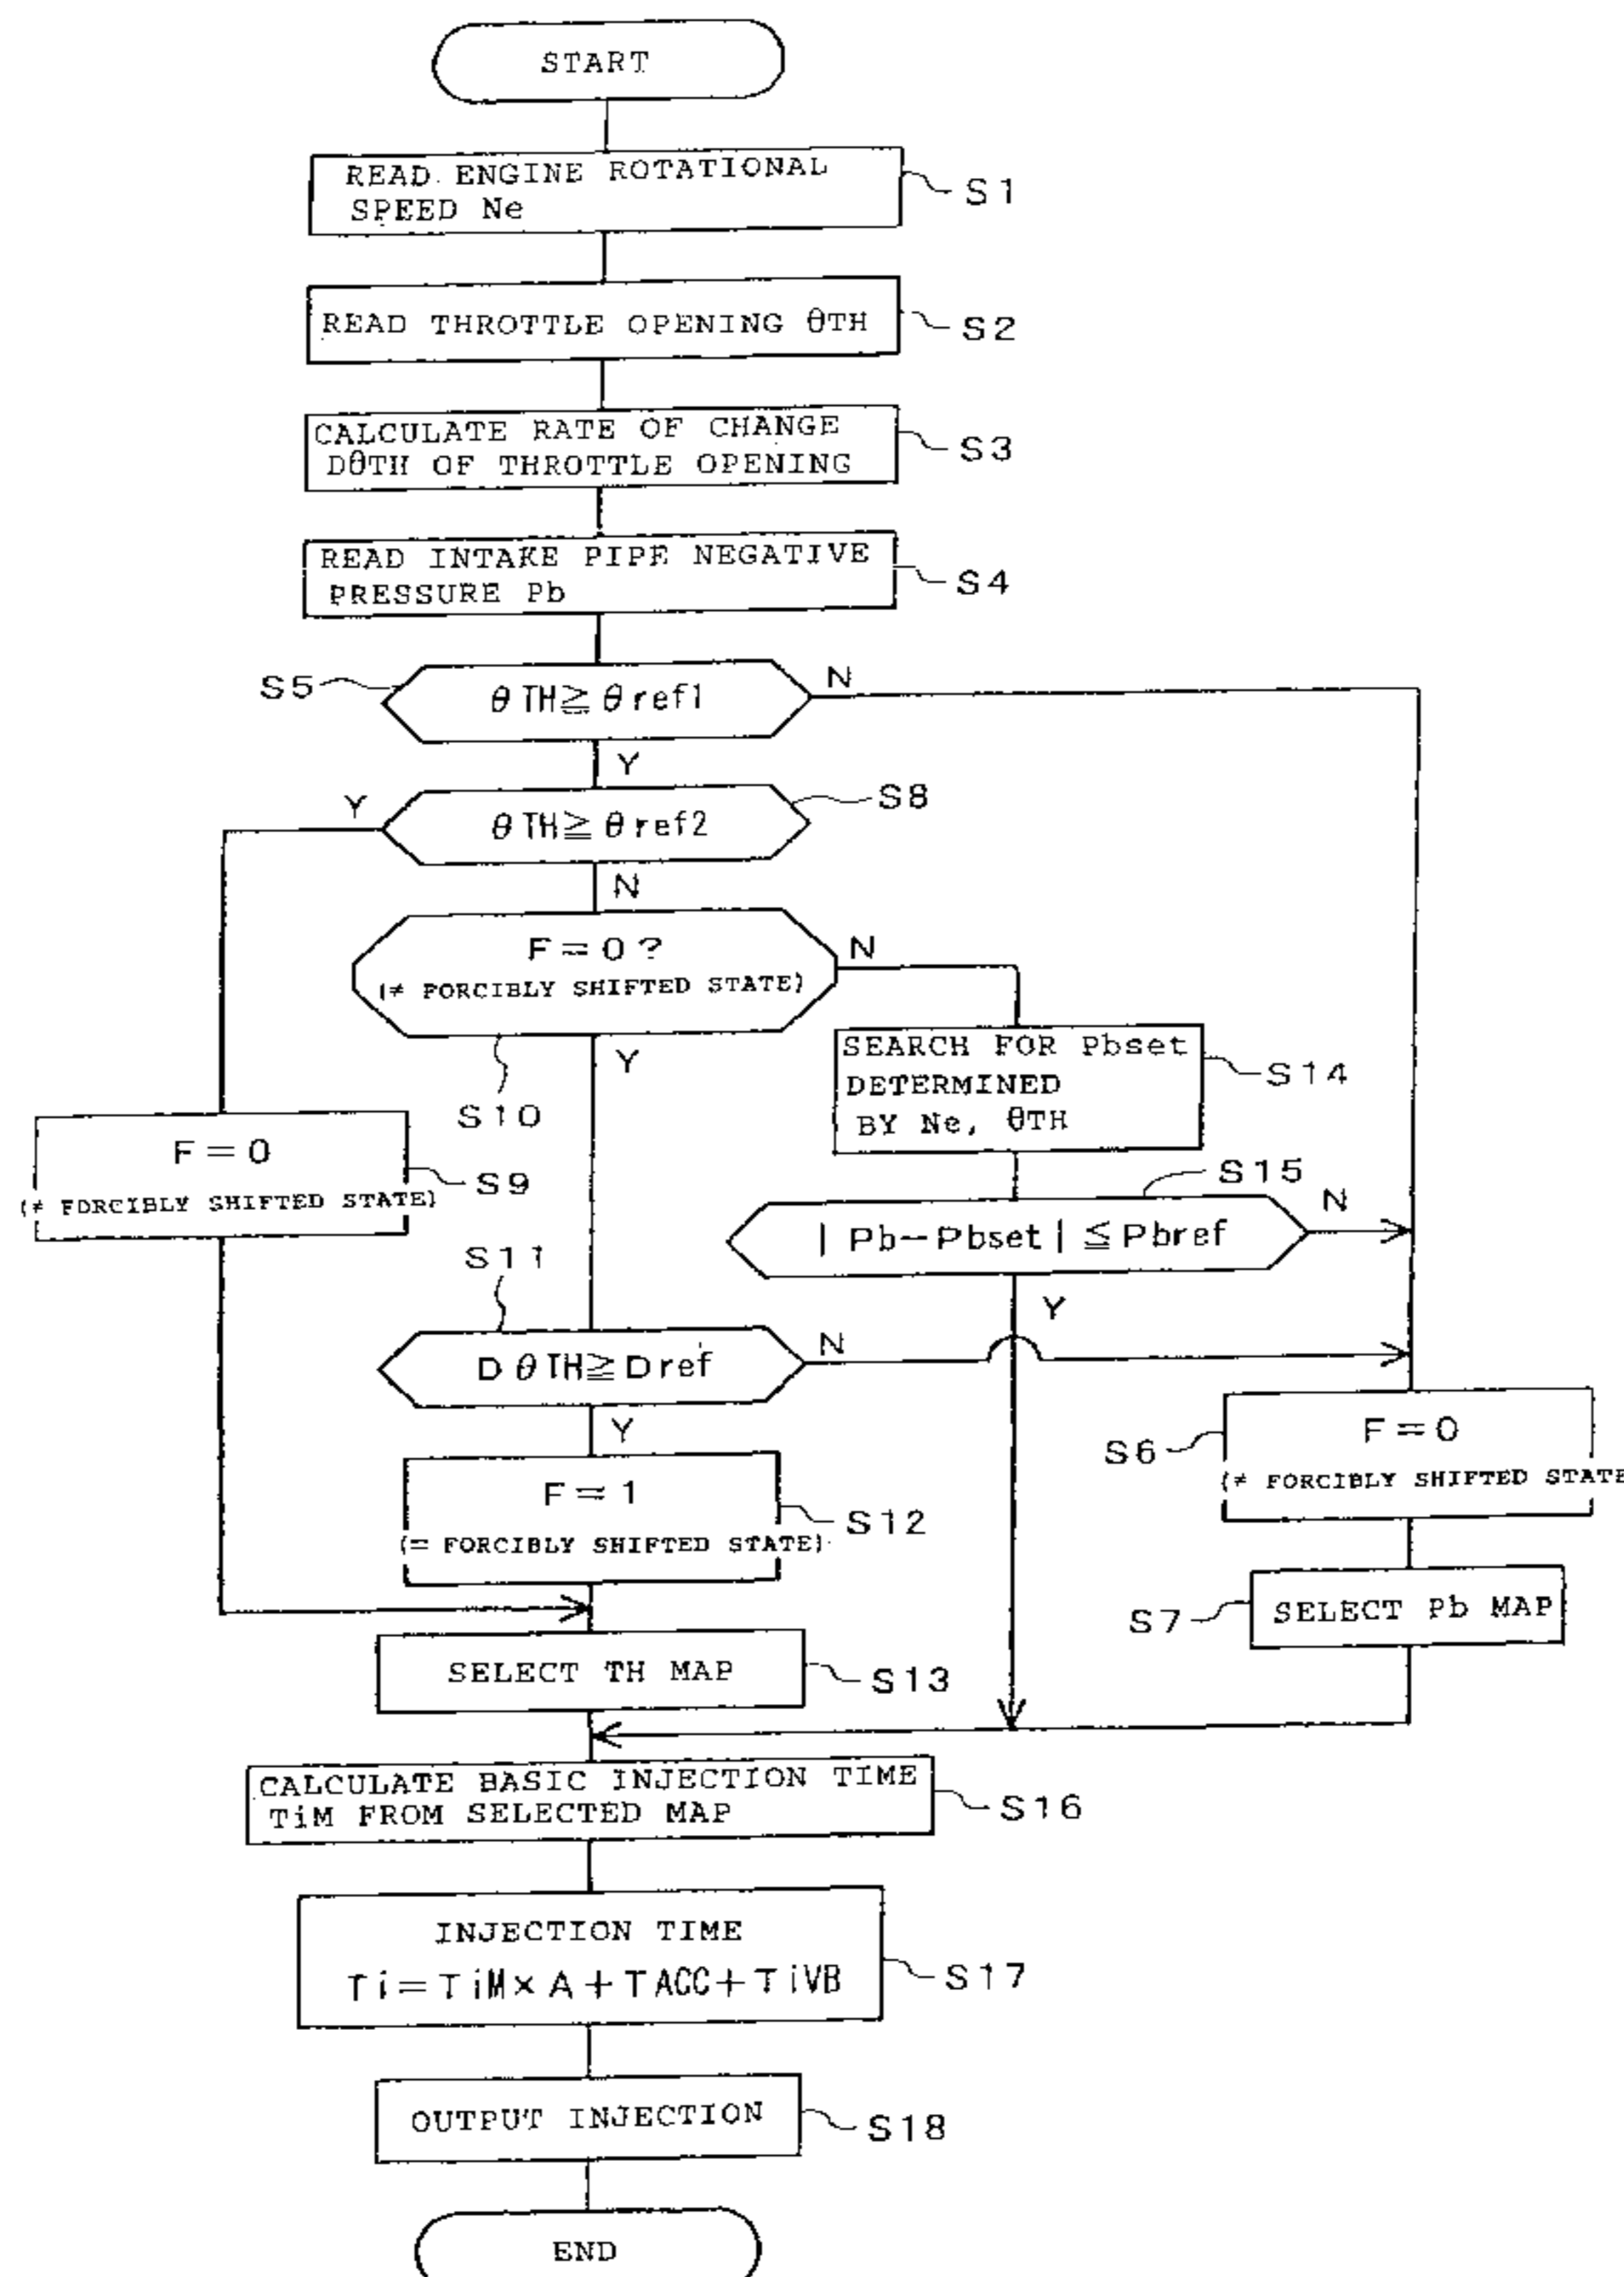 START
READ ENGINE ROTATIONAL
SPEED Ne
S1
READ THROTTLE OPENING θTH
S2
CALCULATE RATE OF CHANGE
DθTH OF THROTTLE OPENING
S3
READ INTAKE PIPE NEGATIVE
PRESSURE Pb
S4
S5
θTH≧θref1
N
Y
Y
θTH≧θref2
S8
N
F=0?
(≠ FORCIBLY SHIFTED STATE)
N
S10
Y
SEARCH FOR Pbset
DETERMINED
BY Ne, θTH
S14
F=0
(≠ FORCIBLY SHIFTED STATE)
S9
S15
|Pb-Pbset|≦Pbref
N
Y
S11
DθTH≧Dref
N
Y
S6
F=0
(≠ FORCIBLY SHIFTED STATE
F=1
(= FORCIBLY SHIFTED STATE)
S12
S7
SELECT Pb MAP
SELECT TH MAP
S13
CALCULATE BASIC INJECTION TIME
TiM FROM SELECTED MAP
S16
INJECTION TIME
Ti=TiM×A+TACC+TiVB
S17
OUTPUT INJECTION
S18
END